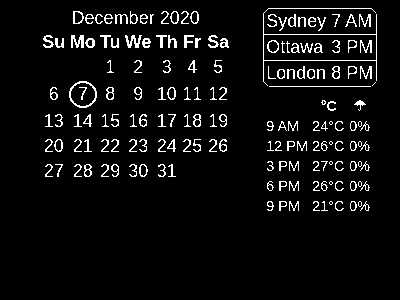 December 2020
Su Mo Tu We Th Fr Sa
1 2 3 4 5
6 7 8 9 10 11 12
13 14 15 16 17 18 19
20 21 22 23 24 25 26
27 28 29 30 31
Sydney 7 AM
Ottawa 3 PM
London 8 PM
°C ☂
9 AM 24°C 0%
12 PM 26°C 0%
3 PM 27°C 0%
6 PM 26°C 0%
9 PM 21°C 0%